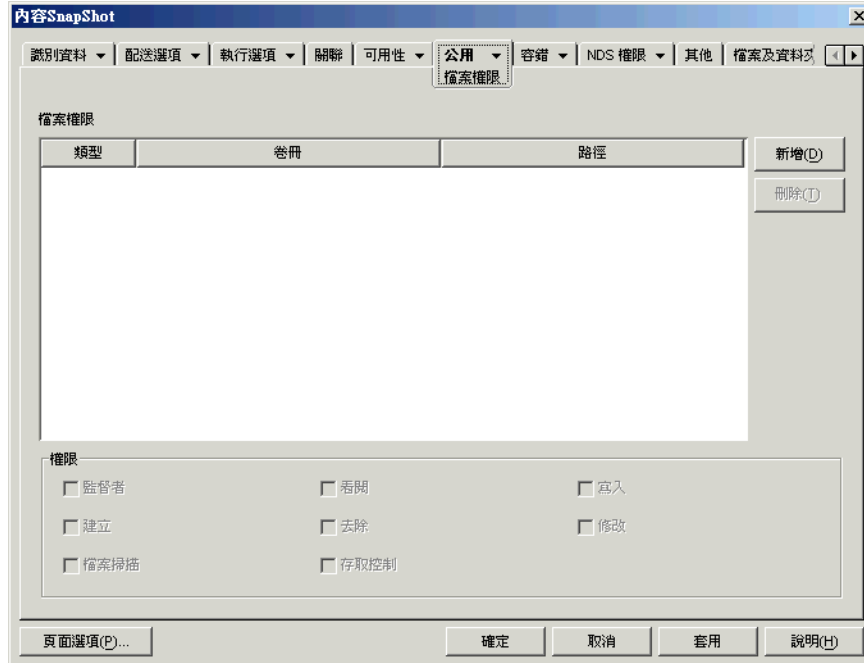 內容SnapShot
識別資料 配送選項 執行選項 關聯 可用性 公用 容錯 NDS 權限 其他 檔案及資料
檔案權限
檔案權限
類型 卷冊 路徑
新增(D)
刪除(T)
權限
監督者 看閱 寫入
建立 去除 修改
檔案掃描 存取控制
頁面選項(P)... 確定 取消 套用 說明(H)